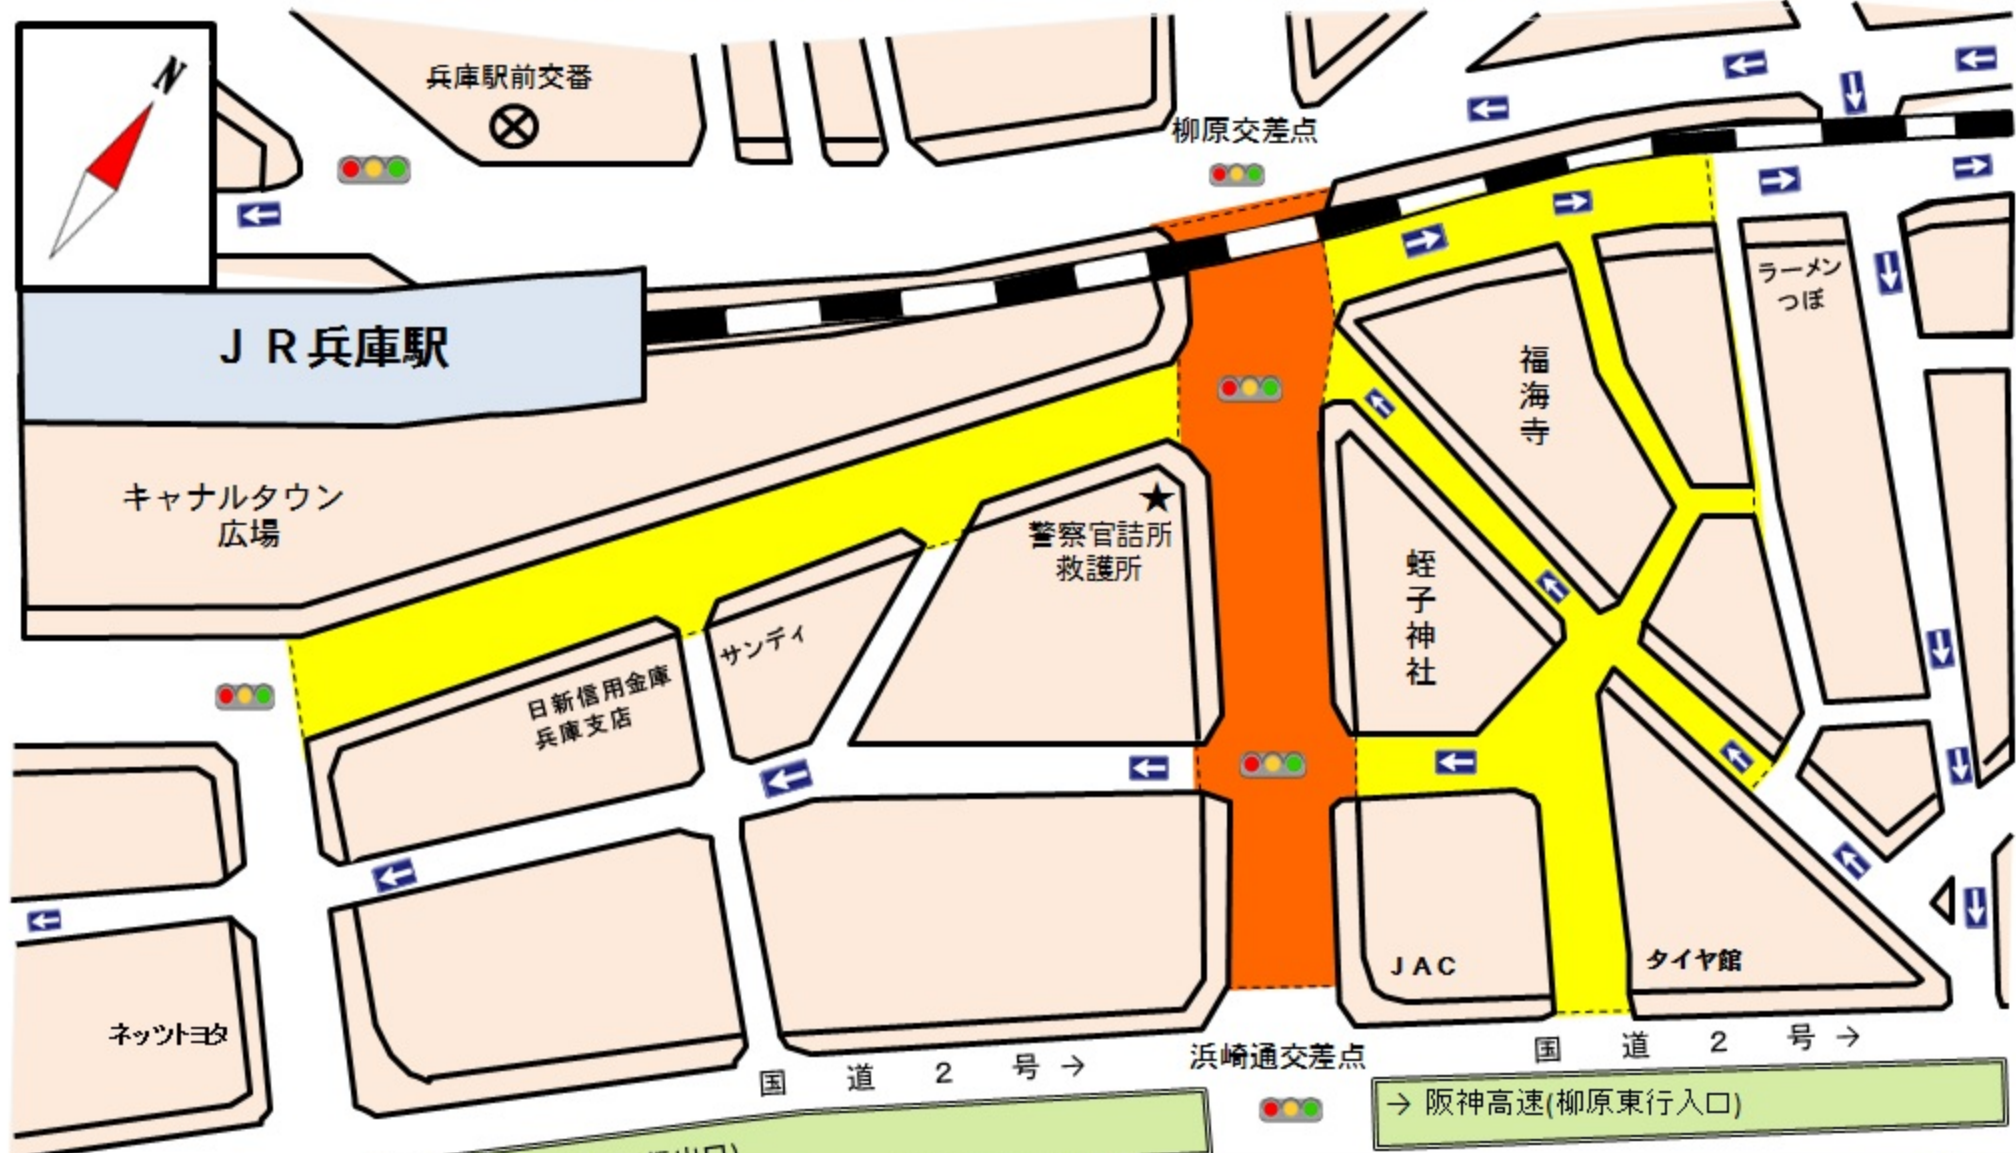 N
兵庫駅前交番
柳原交差点
JR兵庫駅
ラーメン
つぼ
福海寺
キャナルタウン
広場
警察官詰所
救護所
蛭子神社
サンディ
日新信用金庫
兵庫支店
JAC
タイヤ館
ネッツトヨタ
国道2号→
浜崎通交差点
国道2号→
→ 阪神高速(柳原東行入口)